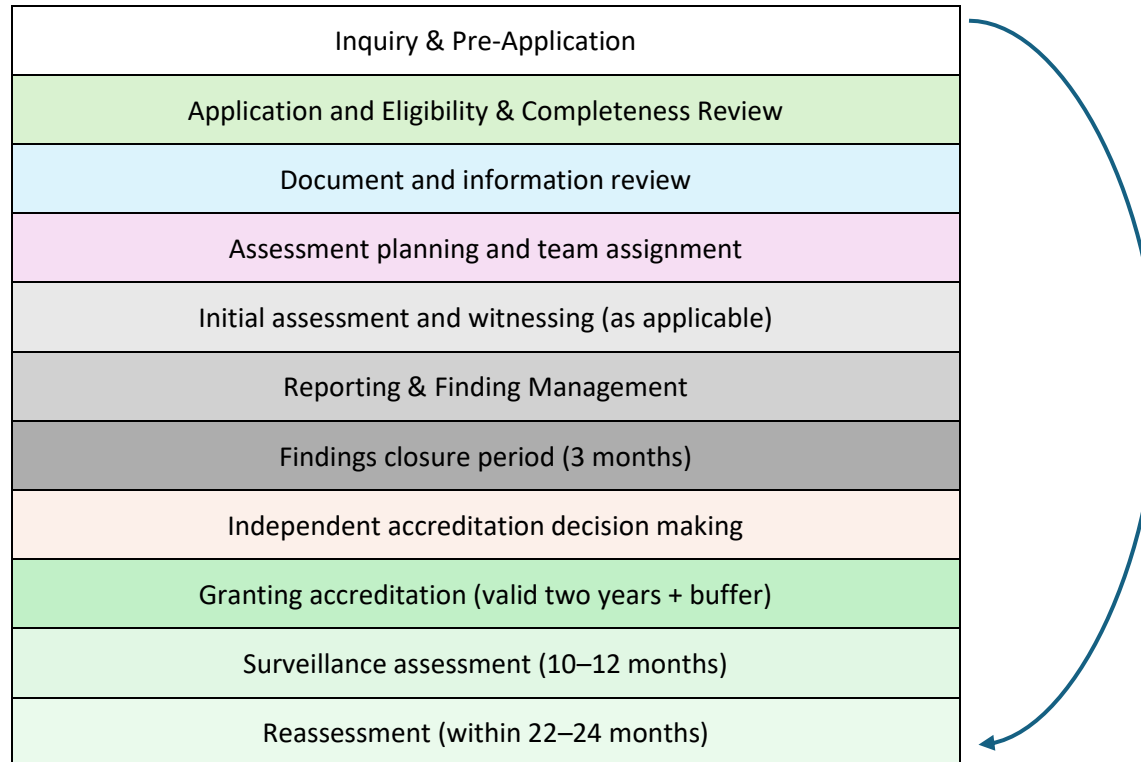 Inquiry & Pre-Application
Application and Eligibility & Completeness Review
Document and information review
Assessment planning and team assignment
Initial assessment and witnessing (as applicable)
Reporting & Finding Management
Findings closure period (3 months)
Independent accreditation decision making
Granting accreditation (valid two years + buffer)
Surveillance assessment (10–12 months)
Reassessment (within 22–24 months)